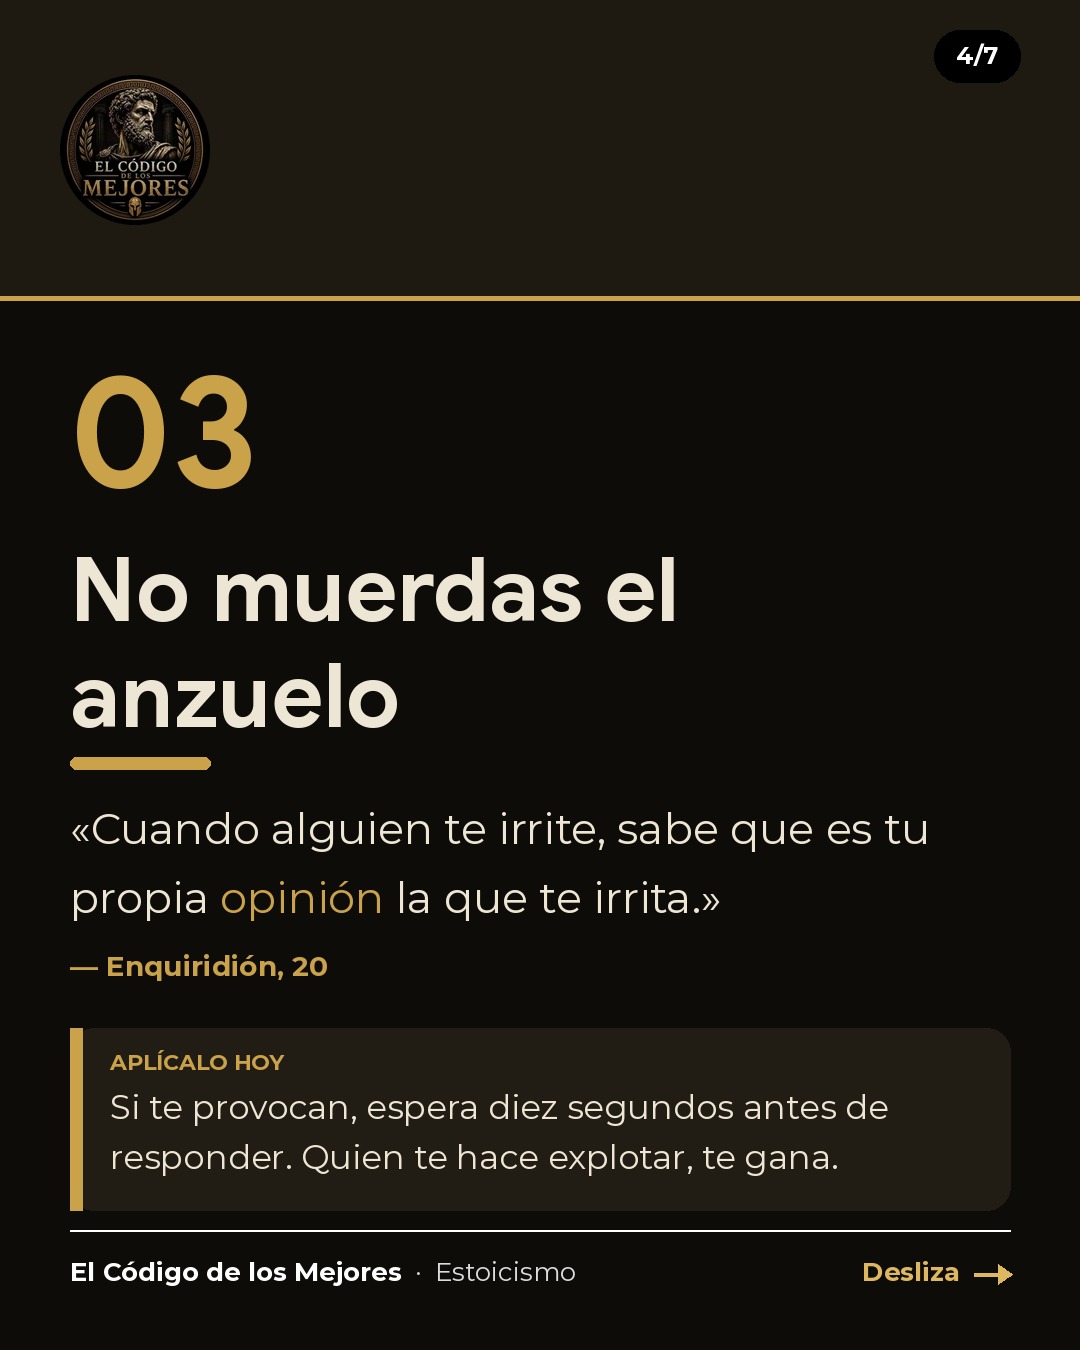 4/7
EL CÓDIGO
DE LOS
MEJORES
03
No muerdas el
anzuelo
«Cuando alguien te irrite, sabe que es tu
propia opinión la que te irrita.»
— Enquiridión, 20
APLÍCALO HOY
Si te provocan, espera diez segundos antes de
responder. Quien te hace explotar, te gana.
El Código de los Mejores · Estoicismo
Desliza